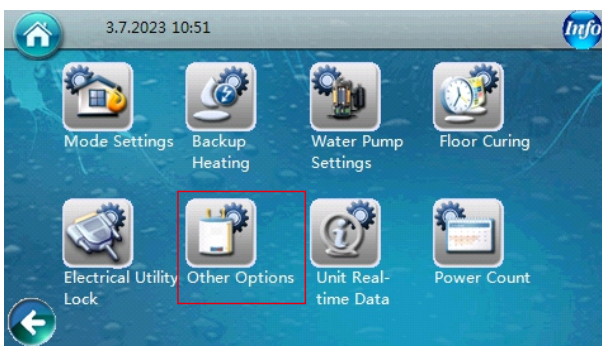 3.7.2023 10:51
Info
Mode Settings
Backup
Heating
Water Pump
Settings
Floor Curing
Electrical Utility
Lock
Other Options
Unit Real-
time Data
Power Count